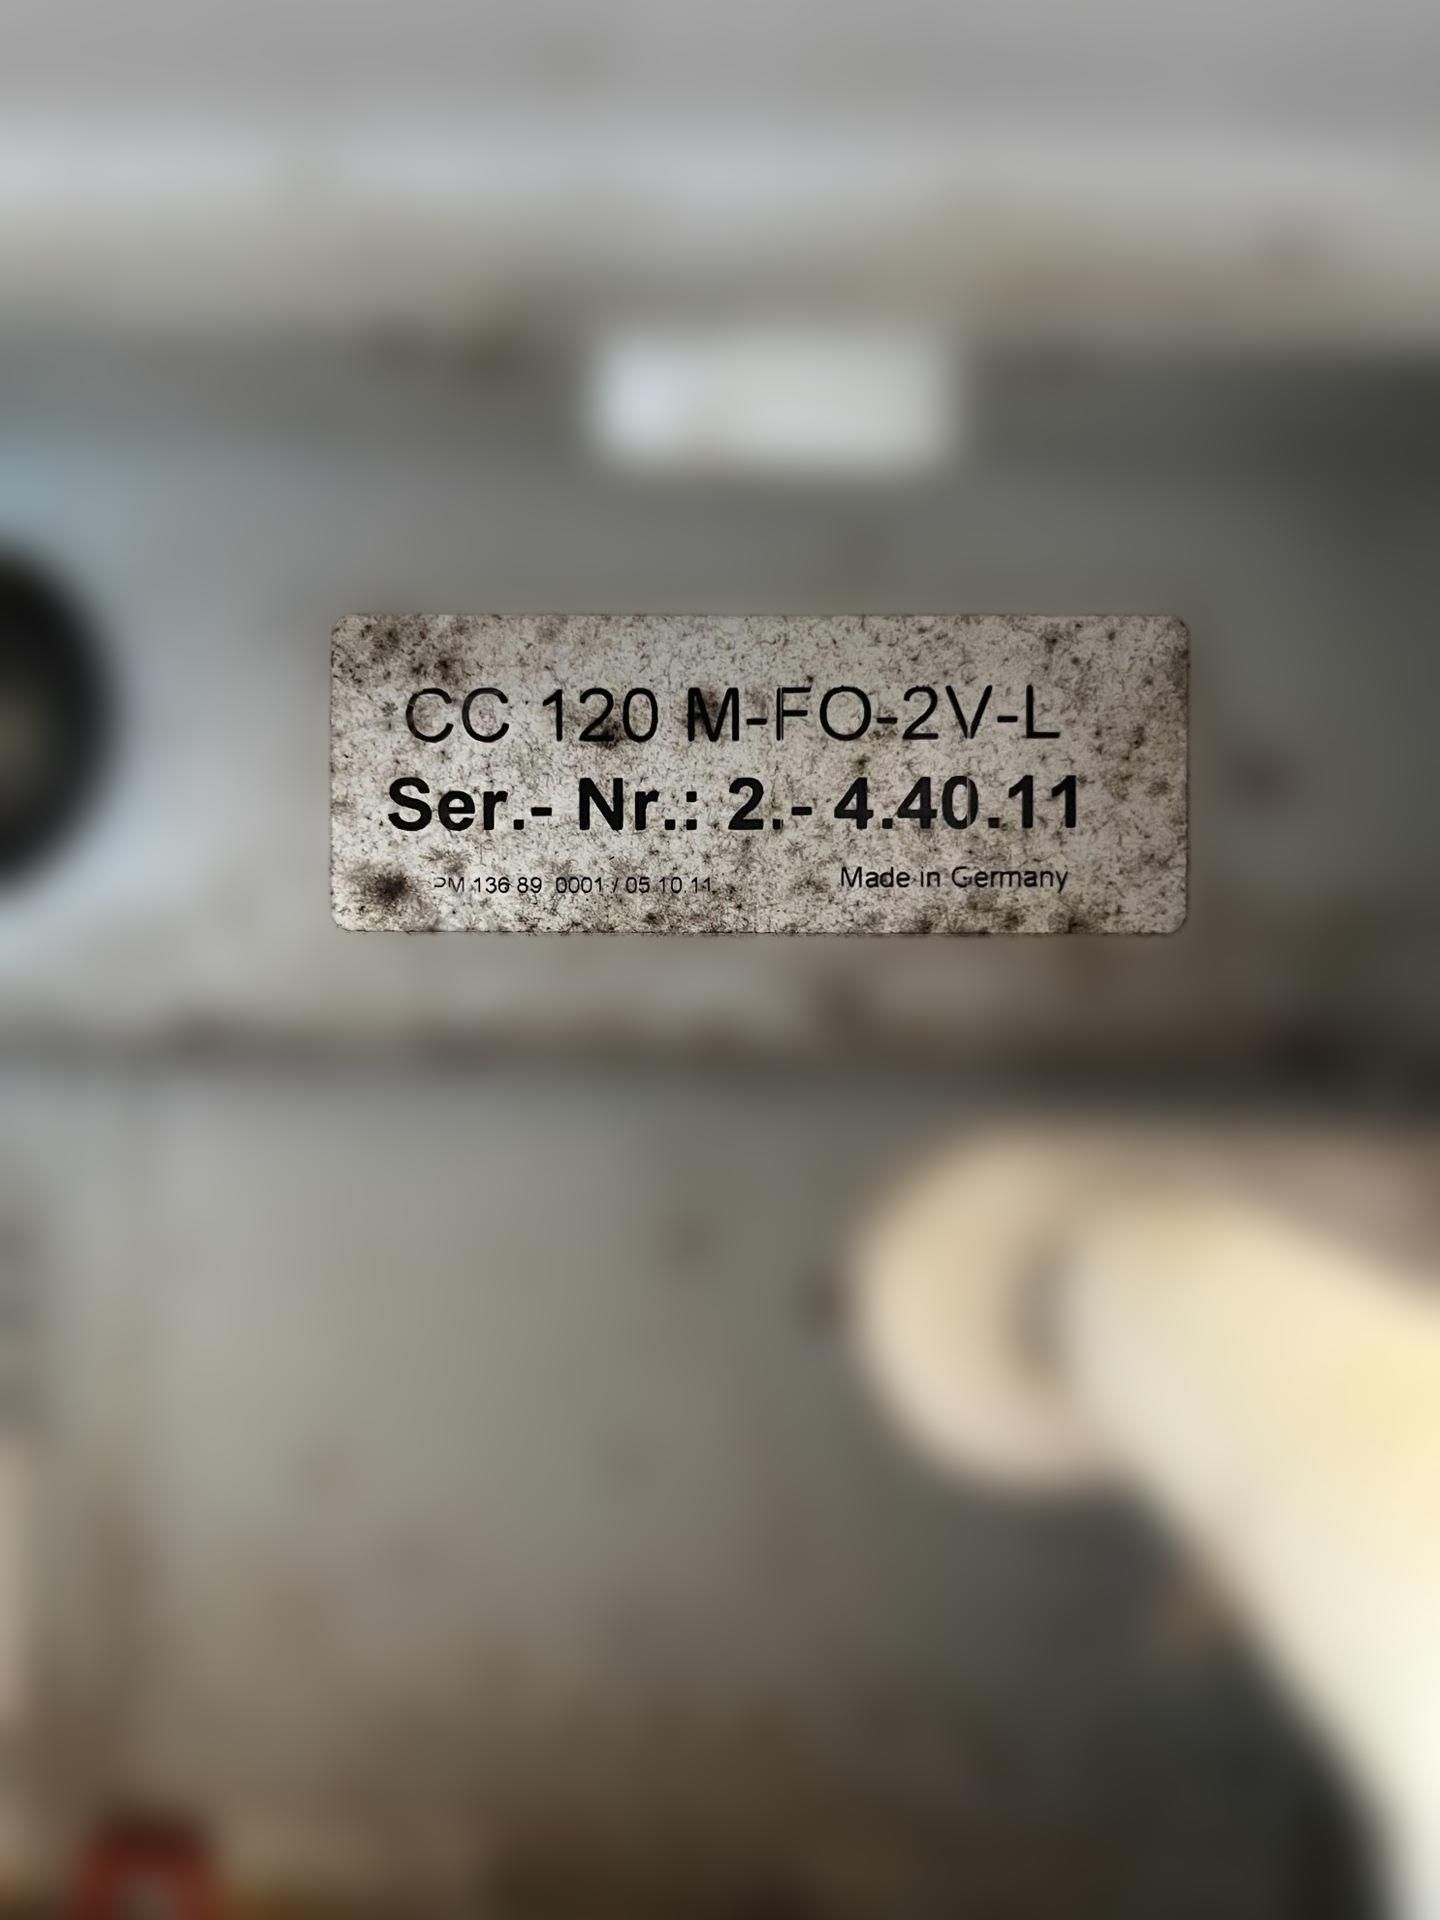 CC 120 M-FO-2V-L
Ser.- Nr.: 2.- 4.40.11
PM 136 89 0001 / 05.10.11
Made in Germany